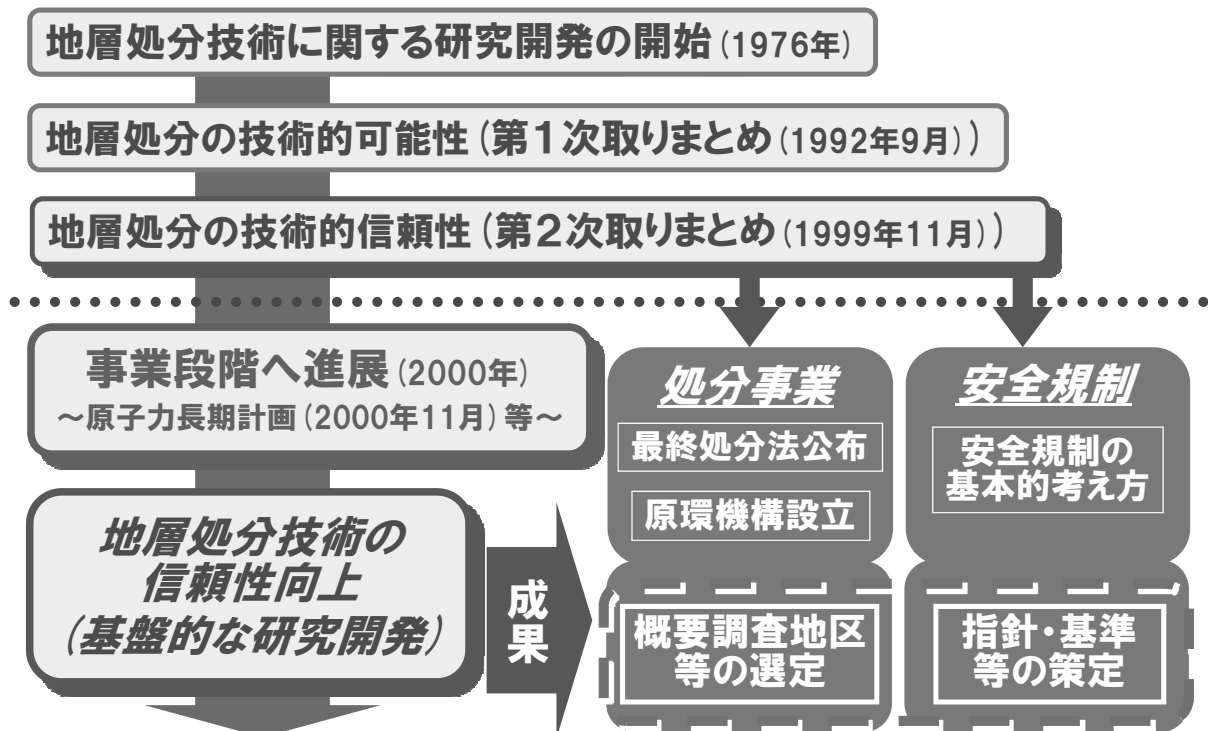 地層処分技術に関する研究開発の開始(1976年)
地層処分の技術的可能性(第1次取りまとめ(1992年9月))
地層処分の技術的信頼性(第2次取りまとめ(1999年11月))
事業段階へ進展(2000年)
～原子力長期計画(2000年11月)等～
地層処分技術の
信頼性向上
(基盤的な研究開発)
成果
処分事業
最終処分法公布
原環機構設立
概要調査地区
等の選定
安全規制
安全規制の
基本的考え方
指針・基準
等の策定